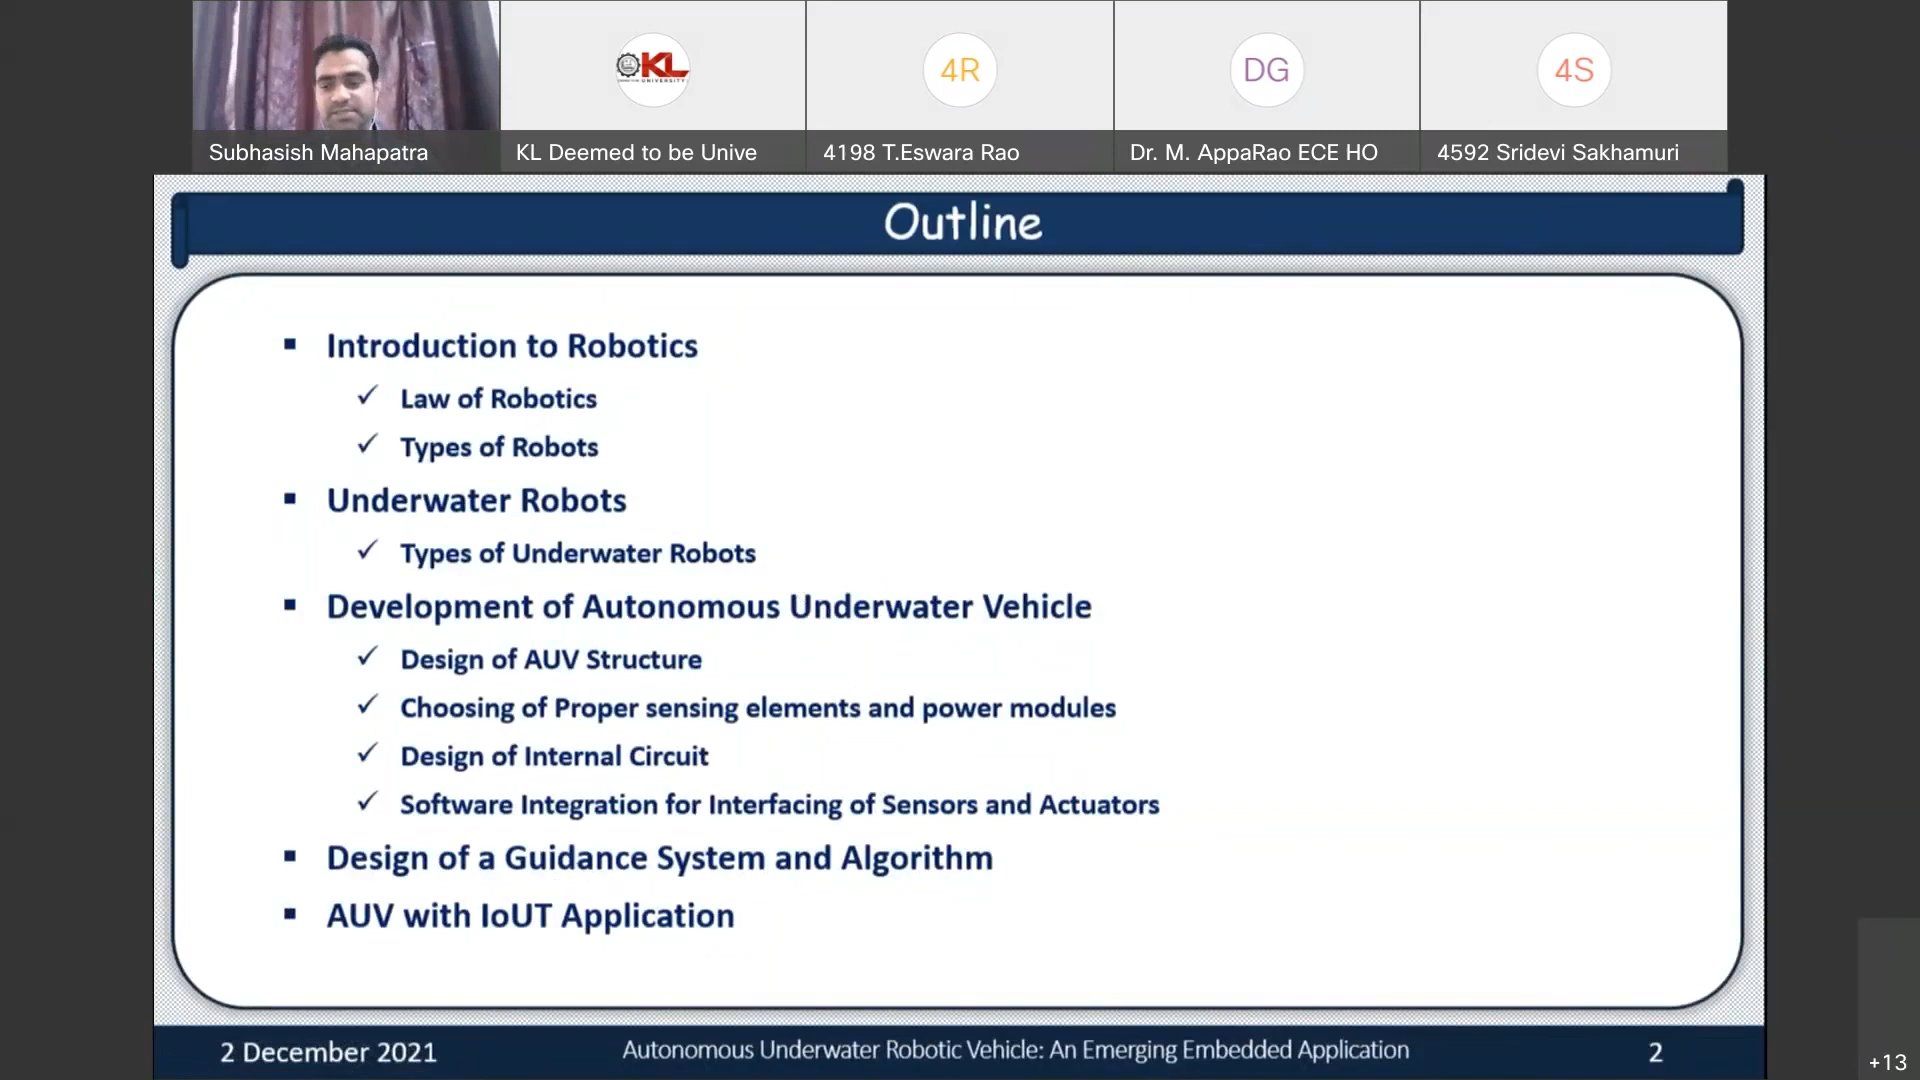 KL
UNIVERSITY
4R
DG
4S
Subhasish Mahapatra
KL Deemed to be Unive
4198 T.Eswara Rao
Dr. M. AppaRao ECE HO
4592 Sridevi Sakhamuri
Outline
Introduction to Robotics
Law of Robotics
Types of Robots
Underwater Robots
Types of Underwater Robots
Development of Autonomous Underwater Vehicle
Design of AUV Structure
Choosing of Proper sensing elements and power modules
Design of Internal Circuit
Software Integration for Interfacing of Sensors and Actuators
Design of a Guidance System and Algorithm
AUV with IoUT Application
2 December 2021
Autonomous Underwater Robotic Vehicle: An Emerging Embedded Application
2
+13